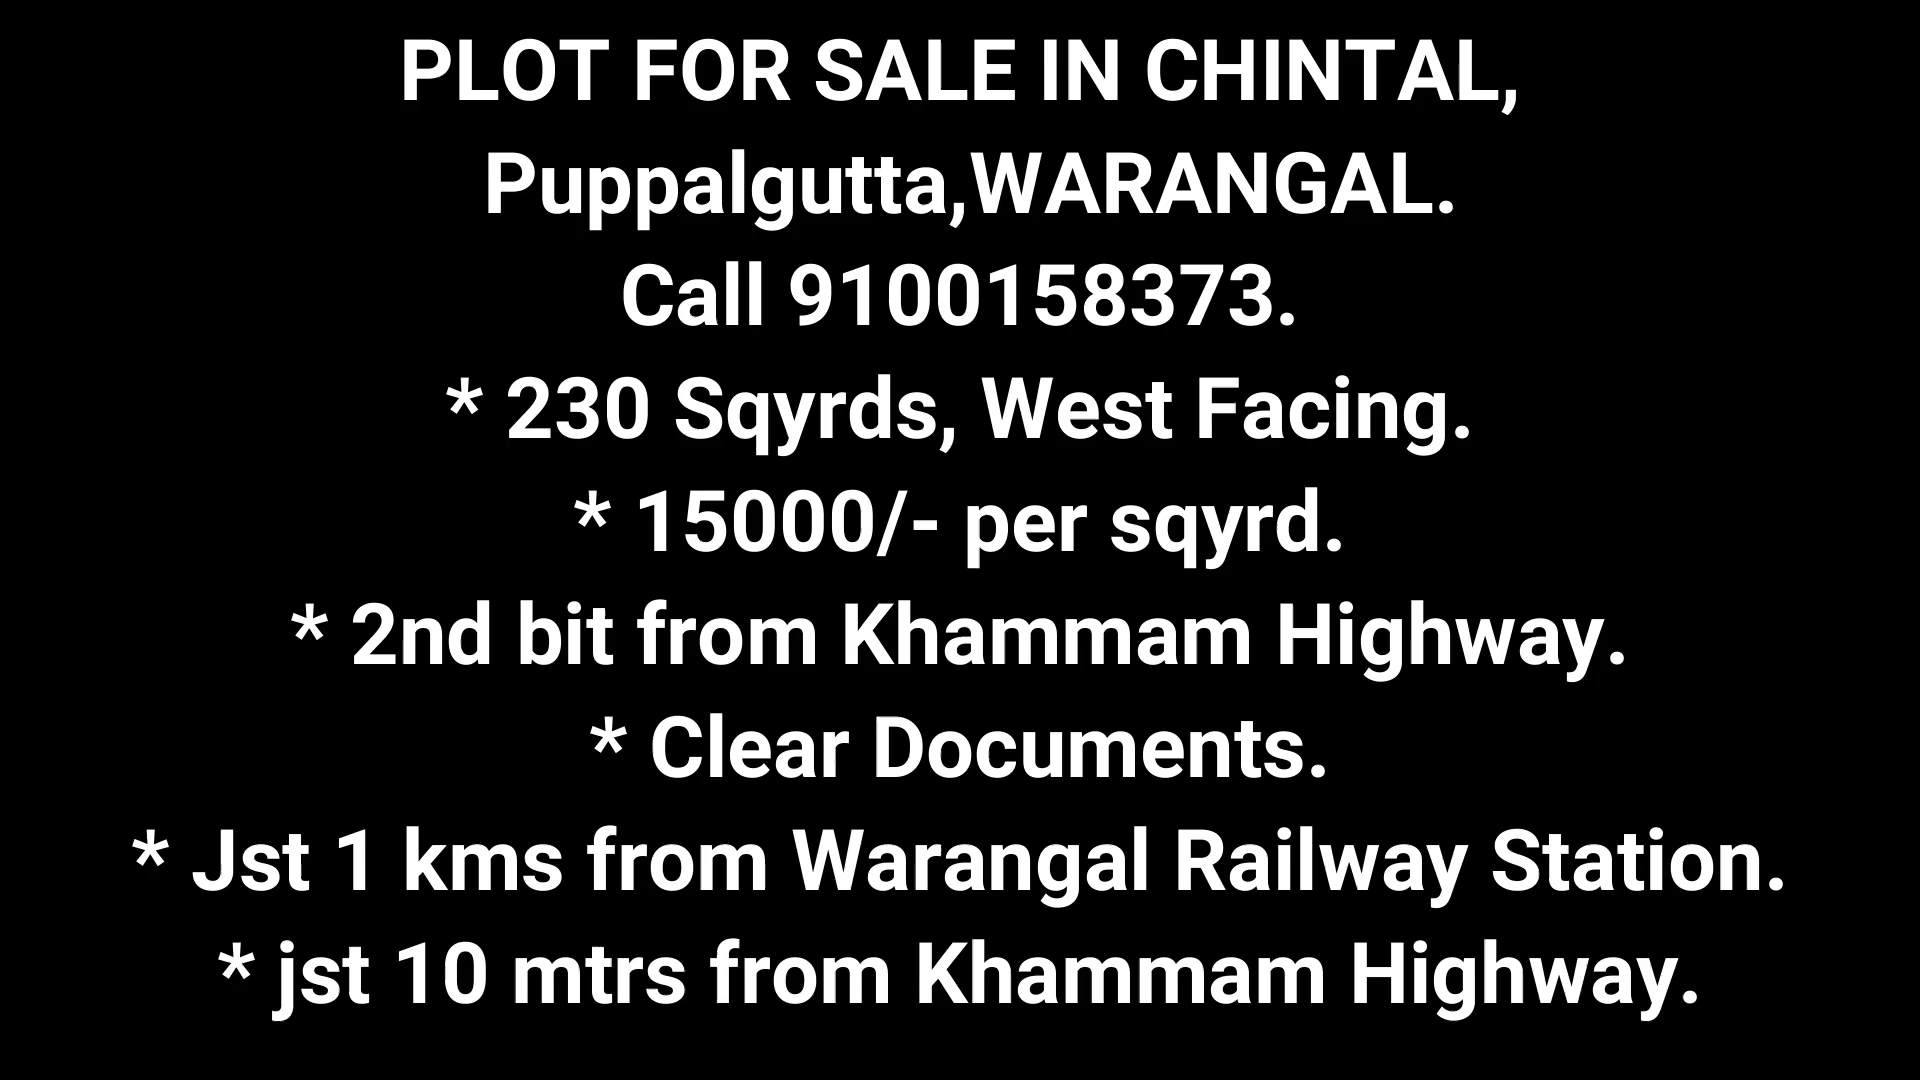 PLOT FOR SALE IN CHINTAL,
Puppalgutta,WARANGAL.
Call 9100158373.
* 230 Sqyrds, West Facing.
* 15000/- per sqyrd.
* 2nd bit from Khammam Highway.
* Clear Documents.
* Jst 1 kms from Warangal Railway Station.
* jst 10 mtrs from Khammam Highway.